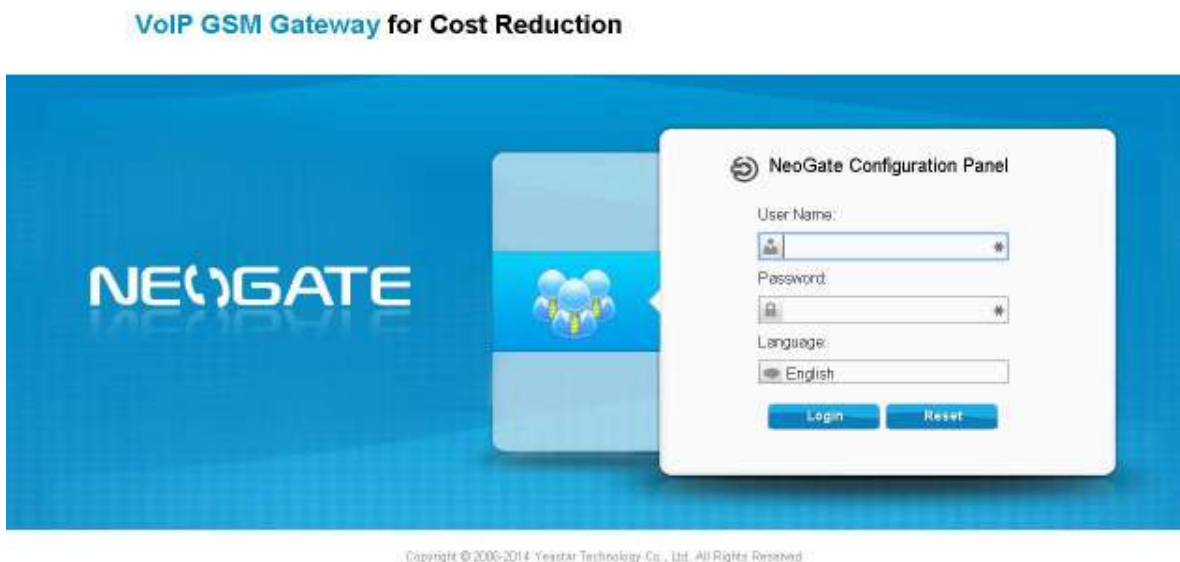 VoIP GSM Gateway for Cost Reduction
NEOGATE
NeoGate Configuration Panel
User Name:
*
Password:
*
Language:
English
Login Reset
Copyright © 2006-2014 Yeastar Technology Co., Ltd. All Rights Reserved